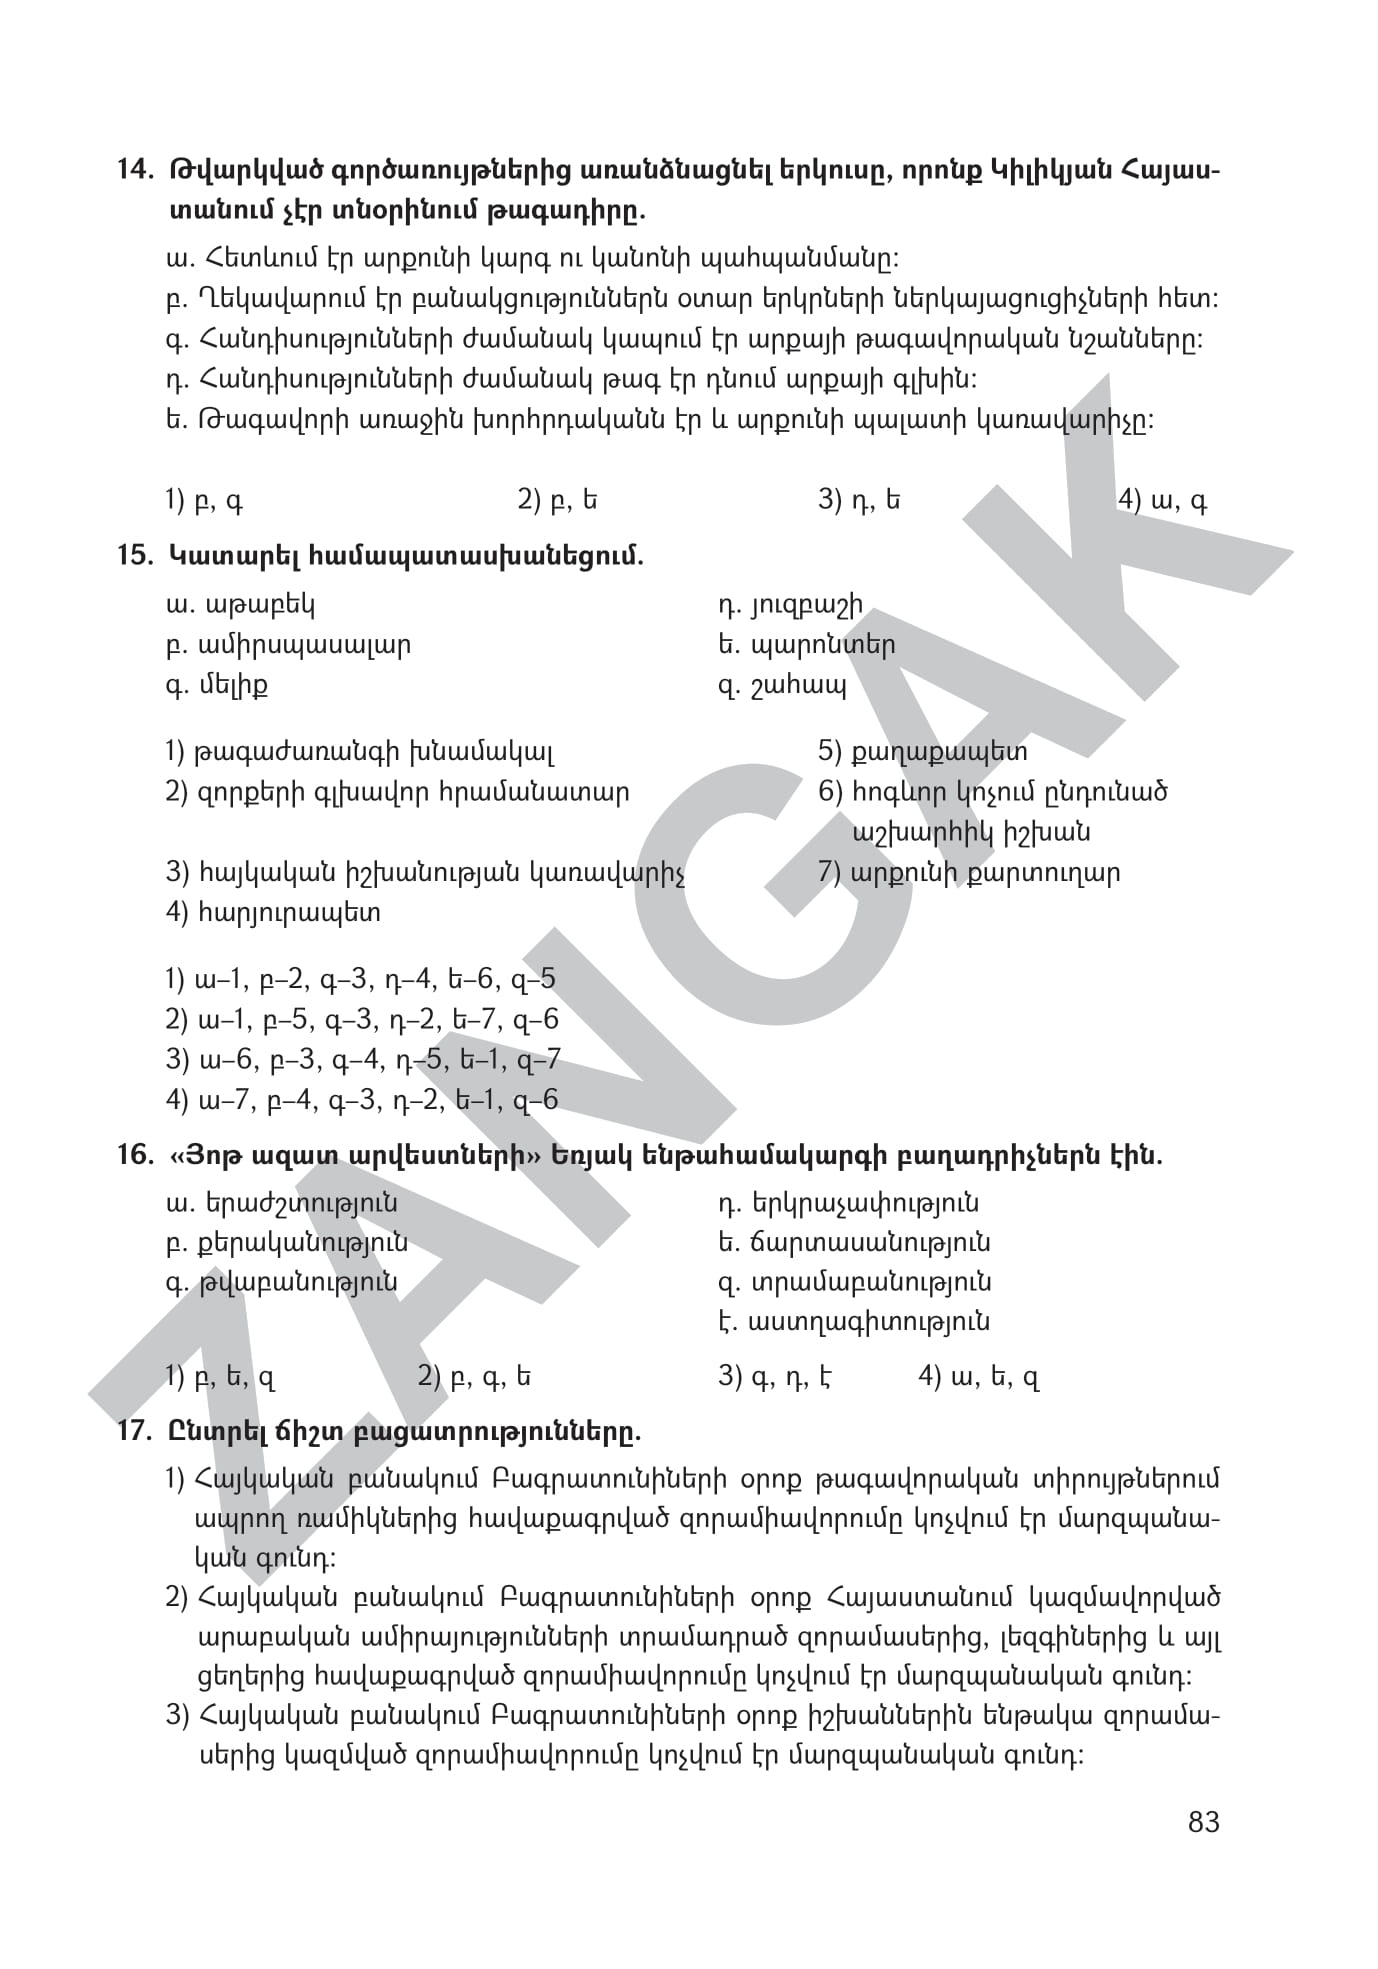 14. Թվարկված գործառույթներից առանձնացնել երկուսը, որոնք Կիլիկյան Հայաս-
տանում չէր տնօրինում թագադիրը.
ա. Հետևում էր արքունի կարգ ու կանոնի պահպանմանը:
բ. Ղեկավարում էր բանակցություններն օտար երկրների ներկայացուցիչների հետ:
գ. Հանդիսությունների ժամանակ կապում էր արքայի թագավորական նշանները:
դ. Հանդիսությունների ժամանակ թագ էր դնում արքայի գլխին:
ե. Թագավորի առաջին խորհրդականն էր և արքունի պալատի կառավարիչը:
1) բ, գ 2) բ, ե 3) դ, ե 4) ա, գ
15. Կատարել համապատասխանեցում.
ա. աթաբեկ դ. յուզբաշի
բ. ամիրսպասալար ե. պարոնտեր
գ. մելիք զ. շահապ
1) թագաժառանգի խնամակալ 5) քաղաքապետ
2) զորքերի գլխավոր հրամանատար 6) հոգևոր կոչում ընդունած
աշխարհիկ իշխան
3) հայկական իշխանության կառավարիչ 7) արքունի քարտուղար
4) հարյուրապետ
1) ա–1, բ–2, գ–3, դ–4, ե–6, զ–5
2) ա–1, բ–5, գ–3, դ–2, ե–7, զ–6
3) ա–6, բ–3, գ–4, դ–5, ե–1, զ–7
4) ա–7, բ–4, գ–3, դ–2, ե–1, զ–6
16. «Յոթ ազատ արվեստների» Եռյակ ենթահամակարգի բաղադրիչներն էին.
ա. երաժշտություն դ. երկրաչափություն
բ. քերականություն ե. ճարտասանություն
գ. թվաբանություն զ. տրամաբանություն
է. աստղագիտություն
1) բ, ե, զ 2) բ, գ, ե 3) գ, դ, է 4) ա, ե, զ
17. Ընտրել ճիշտ բացատրությունները.
1) Հայկական բանակում Բագրատունիների օրոք թագավորական տիրույթներում
ապրող ռամիկներից հավաքագրված զորամիավորումը կոչվում էր մարզպանա-
կան գունդ:
2) Հայկական բանակում Բագրատունիների օրոք Հայաստանում կազմավորված
արաբական ամիրայությունների տրամադրած զորամասերից, լեզգիներից և այլ
ցեղերից հավաքագրված զորամիավորումը կոչվում էր մարզպանական գունդ:
3) Հայկական բանակում Բագրատունիների օրոք իշխաններին ենթակա զորամա-
սերից կազմված զորամիավորումը կոչվում էր մարզպանական գունդ:
83
ZANGAK